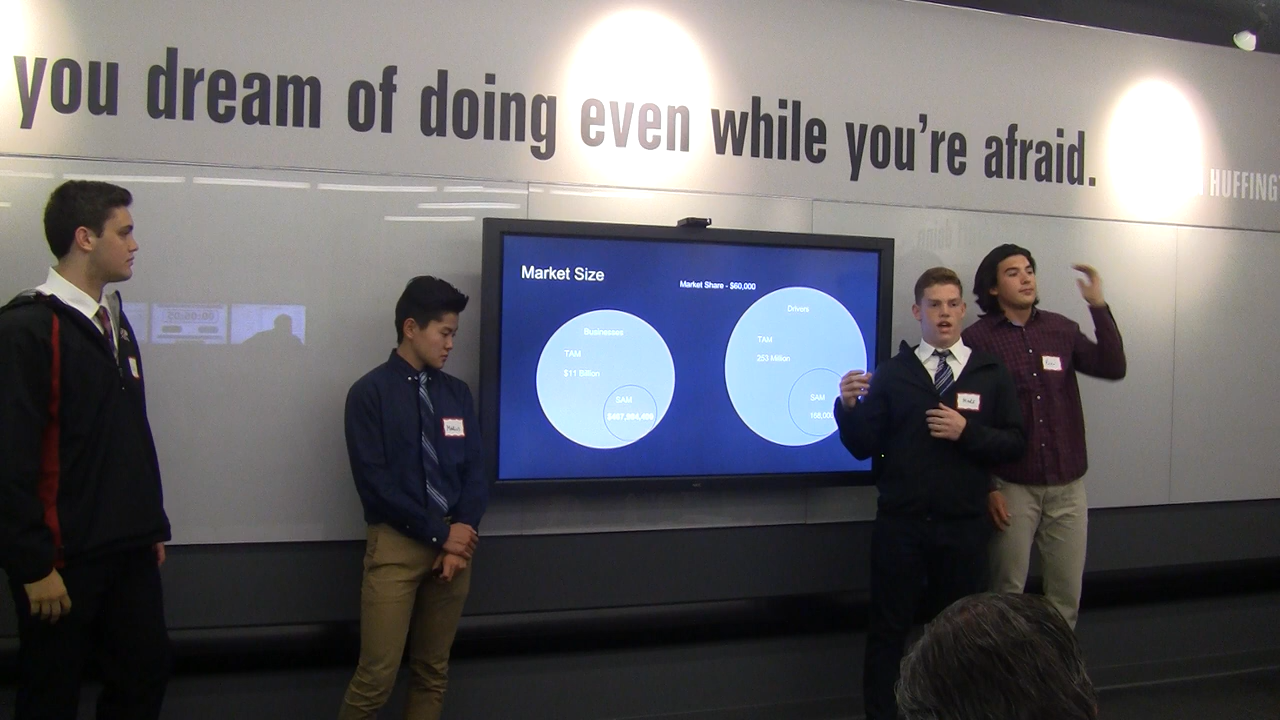 you dream of doing even while you're afraid.
HUFFINGT
Market Size
Market Share - $60,000
Businesses
TAM
$11 Billion
SAM
Drivers
TAM
253 Million
SAM